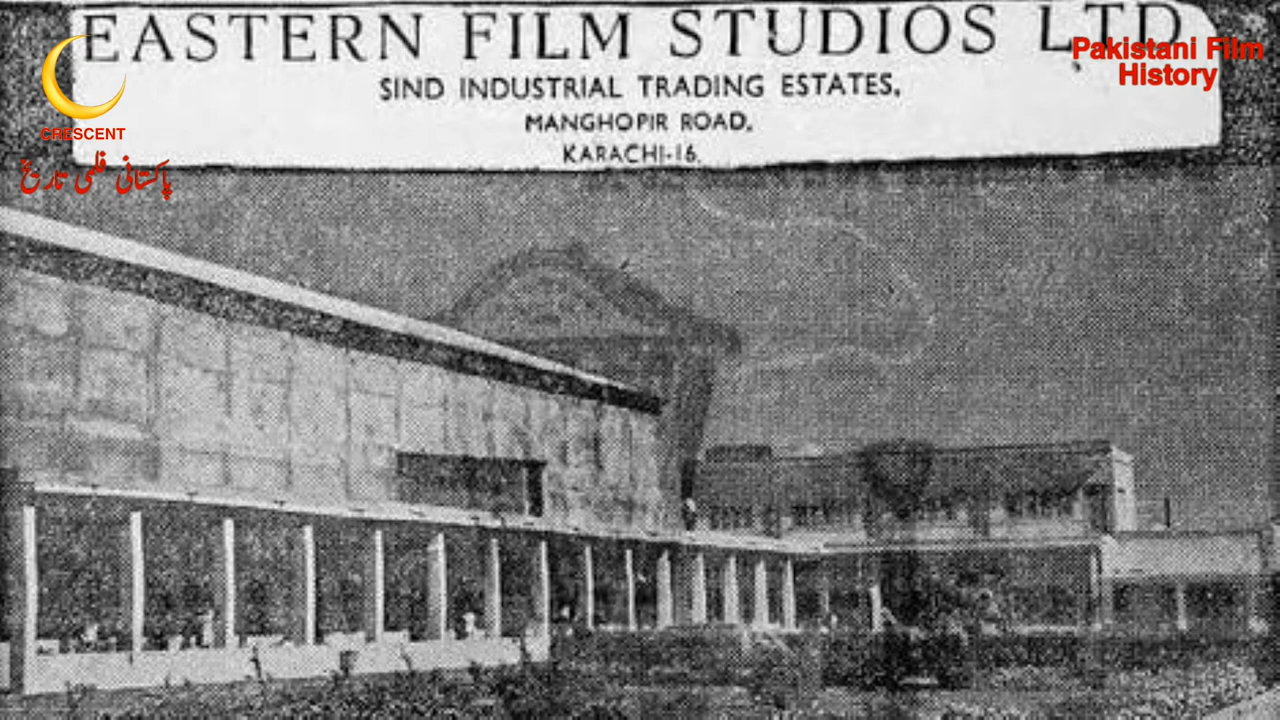 EASTERN FILM STUDIOS LTD
SIND INDUSTRIAL TRADING ESTATES,
MANGHOPIR ROAD,
KARACHI-16.
Pakistani Film
History
CRESCENT
پاکستانی فلمی تاریخ